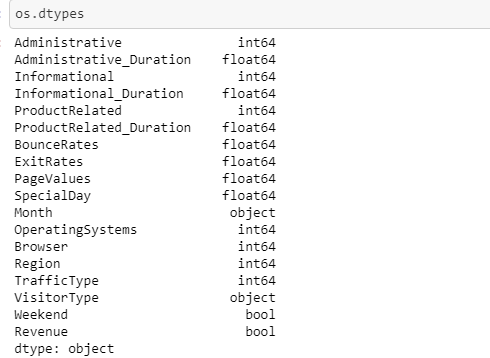 os.dtypes
Administrative int64
Administrative_Duration float64
Informational int64
Informational_Duration float64
ProductRelated int64
ProductRelated_Duration float64
BounceRates float64
ExitRates float64
PageValues float64
SpecialDay float64
Month object
OperatingSystems int64
Browser int64
Region int64
TrafficType int64
VisitorType object
Weekend bool
Revenue bool
dtype: object